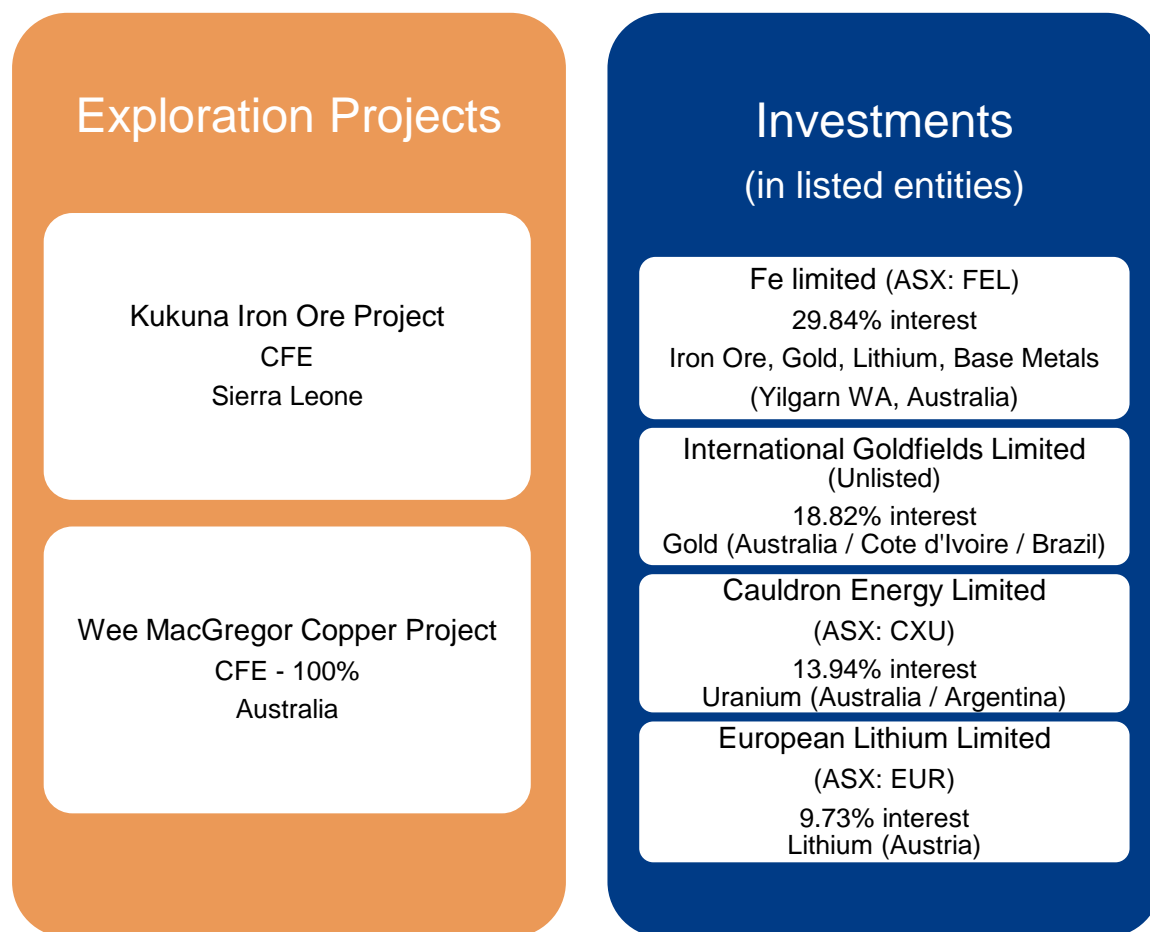 Exploration Projects
Kukuna Iron Ore Project
CFE
Sierra Leone
Wee MacGregor Copper Project
CFE - 100%
Australia
Investments
(in listed entities)
Fe limited (ASX: FEL)
29.84% interest
Iron Ore, Gold, Lithium, Base Metals
(Yilgarn WA, Australia)
International Goldfields Limited
(Unlisted)
18.82% interest
Gold (Australia / Cote d'Ivoire / Brazil)
Cauldron Energy Limited
(ASX: CXU)
13.94% interest
Uranium (Australia / Argentina)
European Lithium Limited
(ASX: EUR)
9.73% interest
Lithium (Austria)